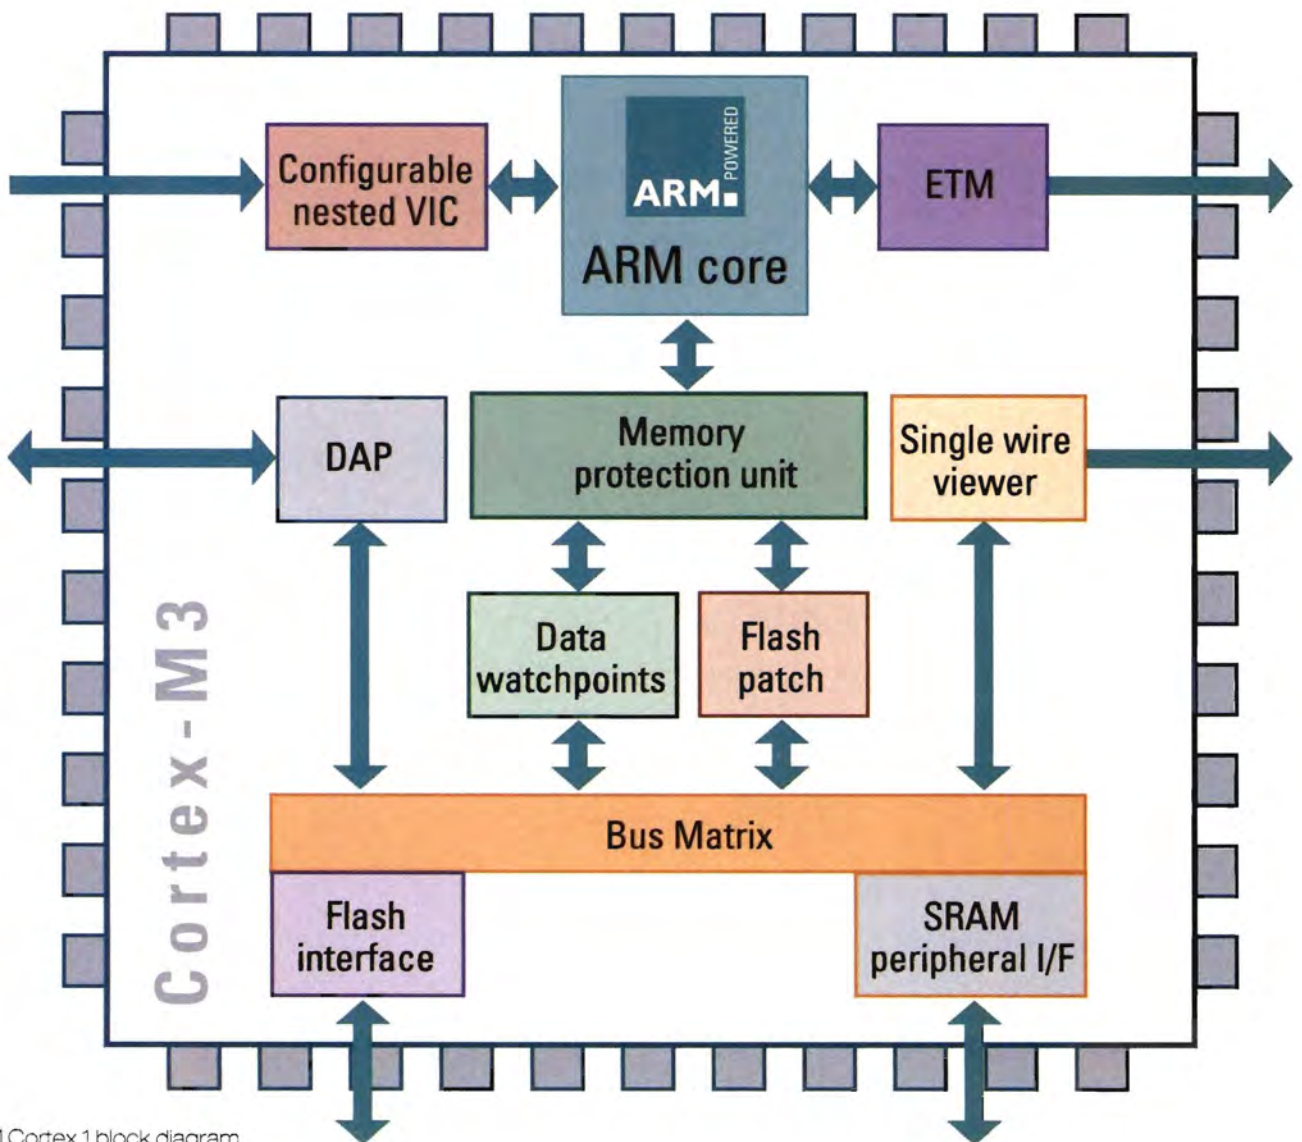 Configurable
nested VIC
ARM
POWERED
ARM core
ETM
DAP
Memory
protection unit
Single wire
viewer
Data
watchpoints
Flash
patch
Cortex-M3
Bus Matrix
Flash
interface
SRAM
peripheral I/F
Cortex 1 block diagram